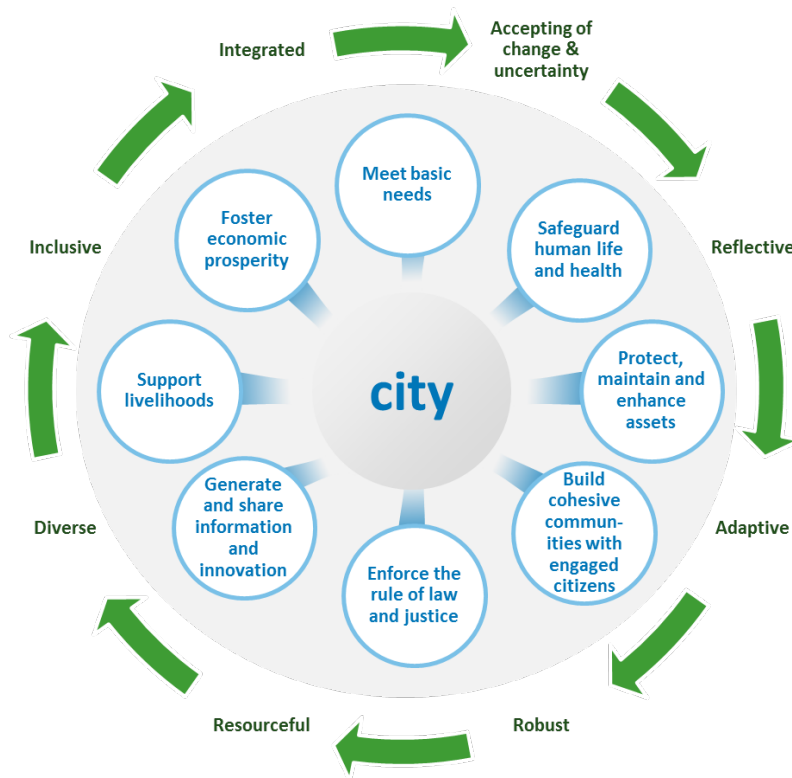 Integrated
Accepting of
change &
uncertainty
Meet basic
needs
Foster
economic
prosperity
Safeguard
human life
and health
Inclusive
Reflective
Support
livelihoods
city
Protect,
maintain and
enhance
assets
Generate
and share
information
and
innovation
Build
cohesive
commun-
ities with
engaged
citizens
Diverse
Adaptive
Enforce the
rule of law
and justice
Resourceful
Robust